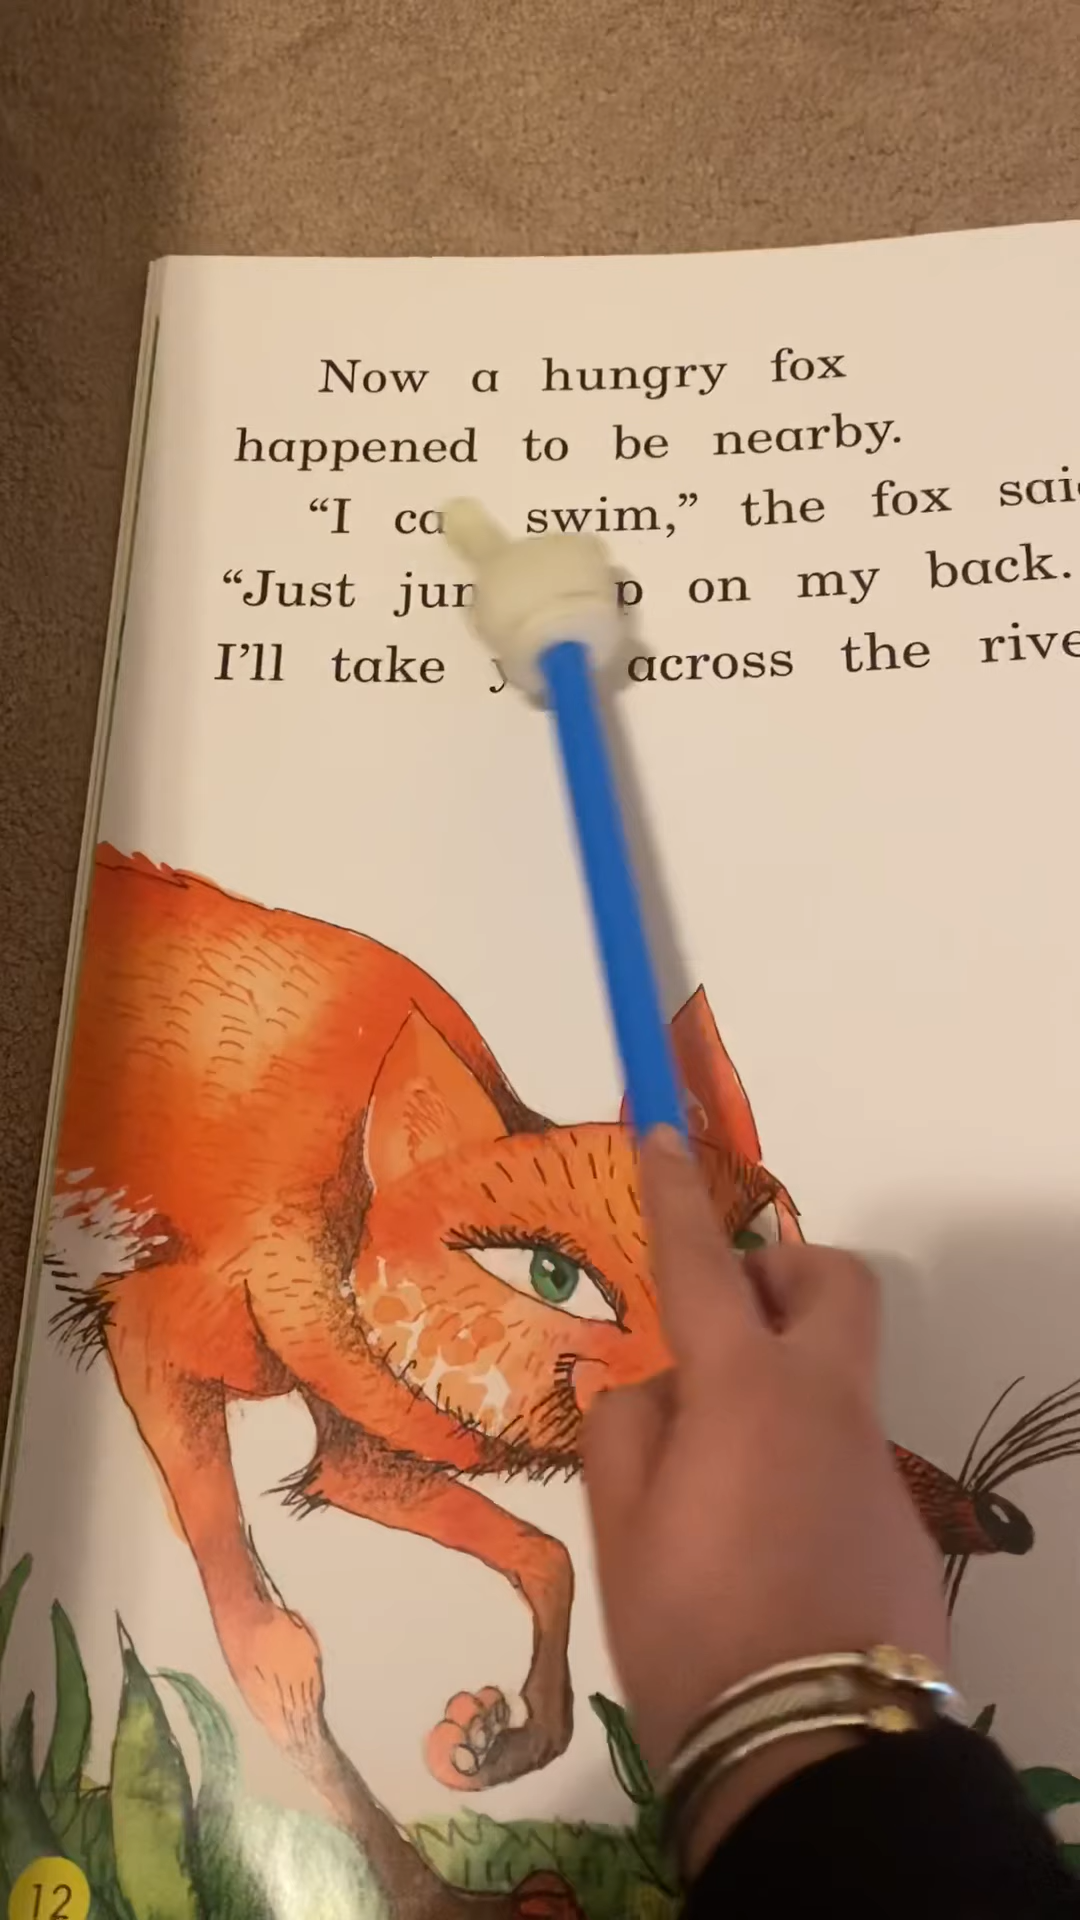 Now a hungry fox
happened to be nearby.
“I swim,” the fox
“Just on my back.
I’ll take across the
12